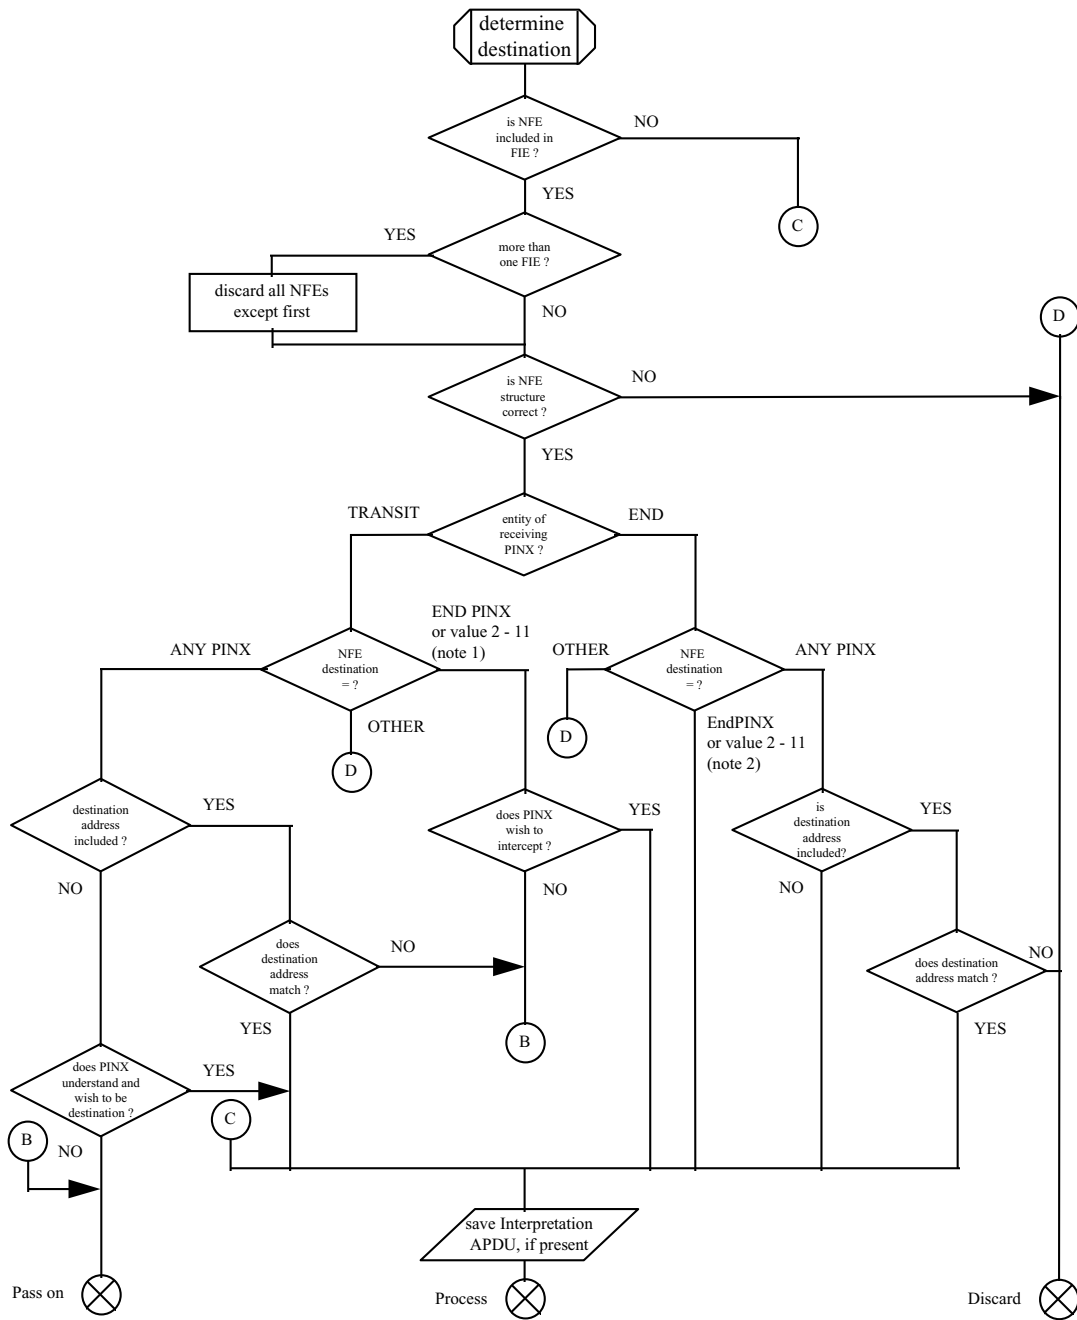 determine
destination
is NFE
included in
FIE ?
NO
YES
C
YES
more than
one FIE ?
discard all NFEs
except first
NO
D
is NFE
structure
correct ?
NO
YES
TRANSIT
entity of
receiving
PINX ?
END
ANY PINX
NFE
destination
= ?
END PINX
or value 2 - 11
(note 1)
OTHER
D
OTHER
NFE
destination
= ?
ANY PINX
D
EndPINX
or value 2 - 11
(note 2)
destination
address
included ?
YES
NO
does PINX
wish to
intercept ?
YES
NO
is
destination
address
included?
YES
NO
does
destination
address
match ?
NO
YES
B
does destination
address match ?
NO
YES
does PINX
understand and
wish to be
destination ?
YES
NO
B
C
save Interpretation
APDU, if present
Pass on
Process
Discard